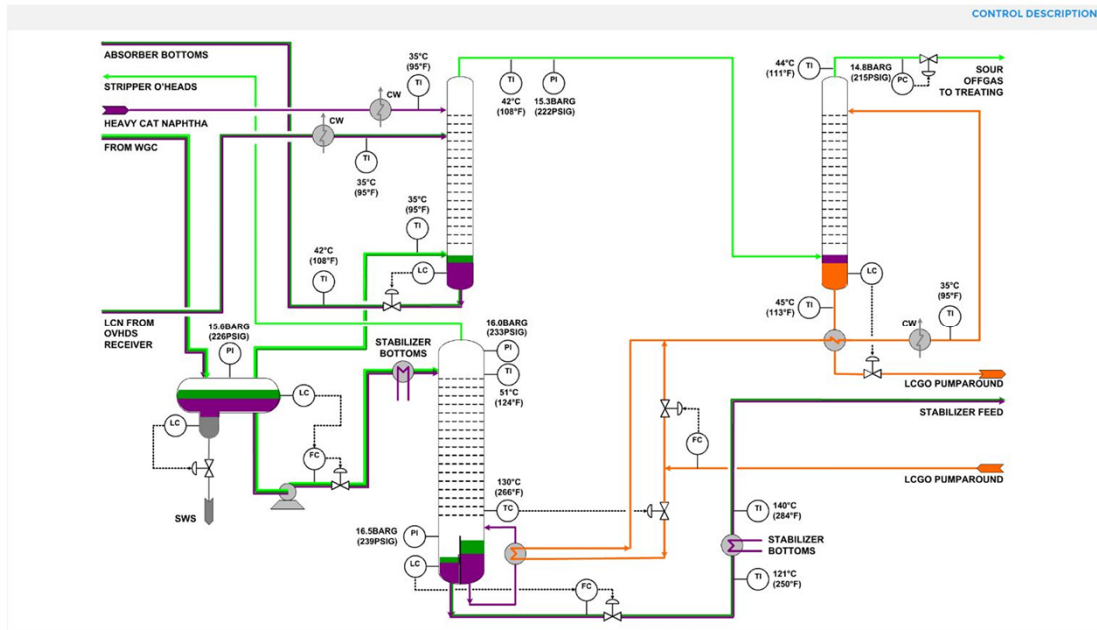 CONTROL DESCRIPTION
ABSORBER BOTTOMS
STRIPPER O'HEADS
HEAVY CAT NAPHTHA
FROM WGC
CW
CW
35°C
(95°F)
TI
TI
35°C
(95°F)
35°C
(95°F)
TI
42°C
(108°F)
TI
LC
TI
42°C
(108°F)
PI
15.3BARG
(222PSIG)
44°C
(111°F)
TI
14.8BARG
(215PSIG)
PC
SOUR
OFFGAS
TO TREATING
LC
45°C
(113°F)
TI
35°C
(95°F)
CW
TI
LCGO PUMPAROUND
STABILIZER FEED
LCN FROM
OVHDS
RECEIVER
15.6BARG
(226PSIG)
PI
LC
LC
SWS
FC
STABILIZER
BOTTOMS
16.0BARG
(233PSIG)
PI
TI
51°C
(124°F)
130°C
(266°F)
TC
16.5BARG
(239PSIG)
PI
LC
FC
FC
LCGO PUMPAROUND
TI
140°C
(284°F)
STABILIZER
BOTTOMS
TI
121°C
(250°F)